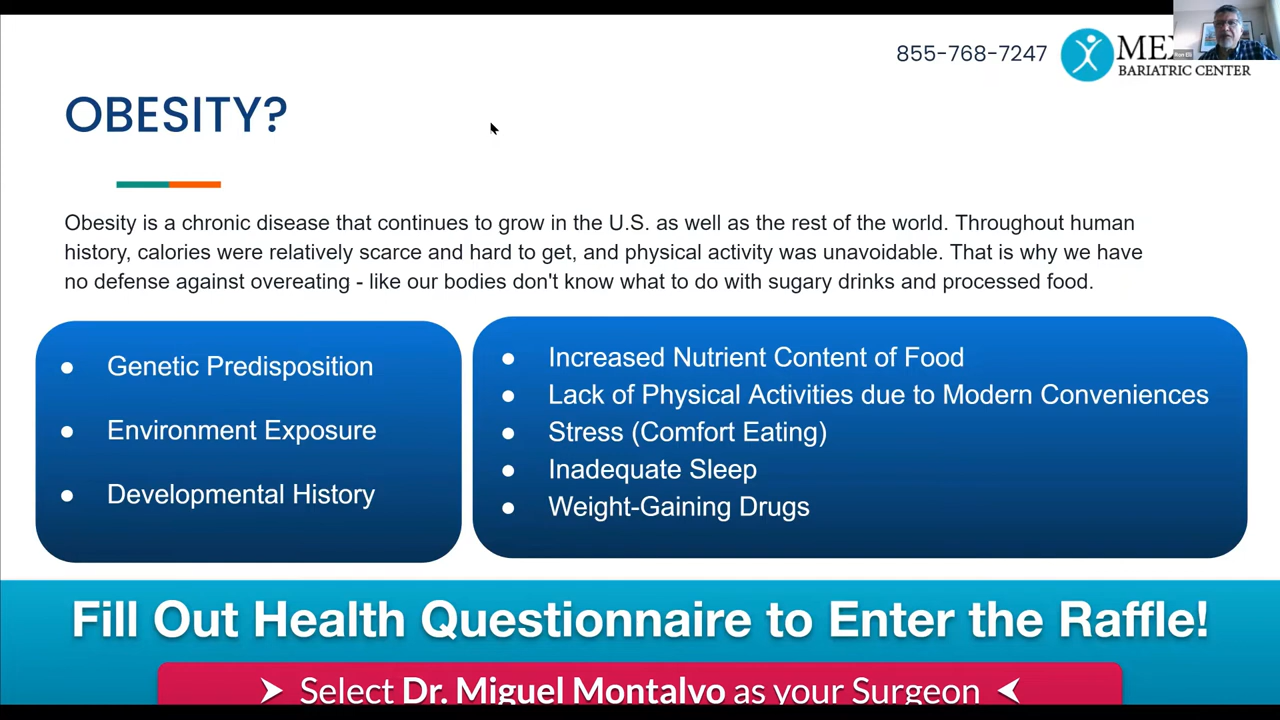 855-768-7247
BARIATRIC CENTER
OBESITY?
Obesity is a chronic disease that continues to grow in the U.S. as well as the rest of the world. Throughout human
history, calories were relatively scarce and hard to get, and physical activity was unavoidable. That is why we have
no defense against overeating - like our bodies don't know what to do with sugary drinks and processed food.
● Genetic Predisposition
● Environment Exposure
● Developmental History
● Increased Nutrient Content of Food
● Lack of Physical Activities due to Modern Conveniences
● Stress (Comfort Eating)
● Inadequate Sleep
● Weight-Gaining Drugs
Fill Out Health Questionnaire to Enter the Raffle!
➤ Select Dr. Miguel Montalvo as your Surgeon ⮜